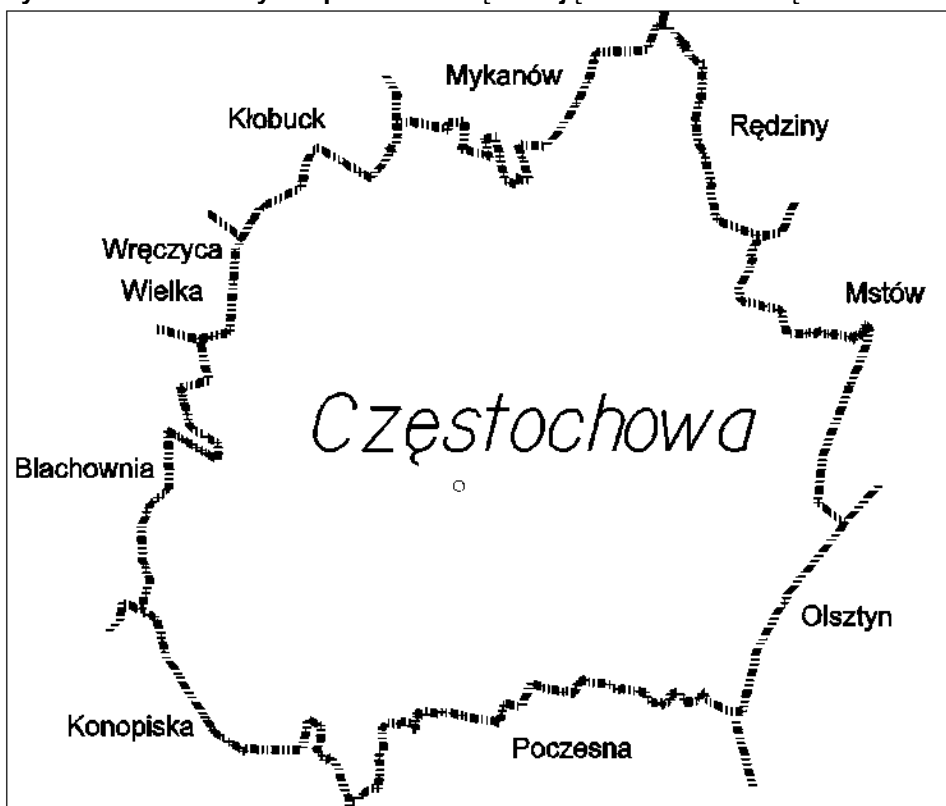 Mykanów
Kłobuck
Rędziny
Wręczyca
Wielka
Mstów
Częstochowa
Blachownia
Olsztyn
Konopiska
Poczesna